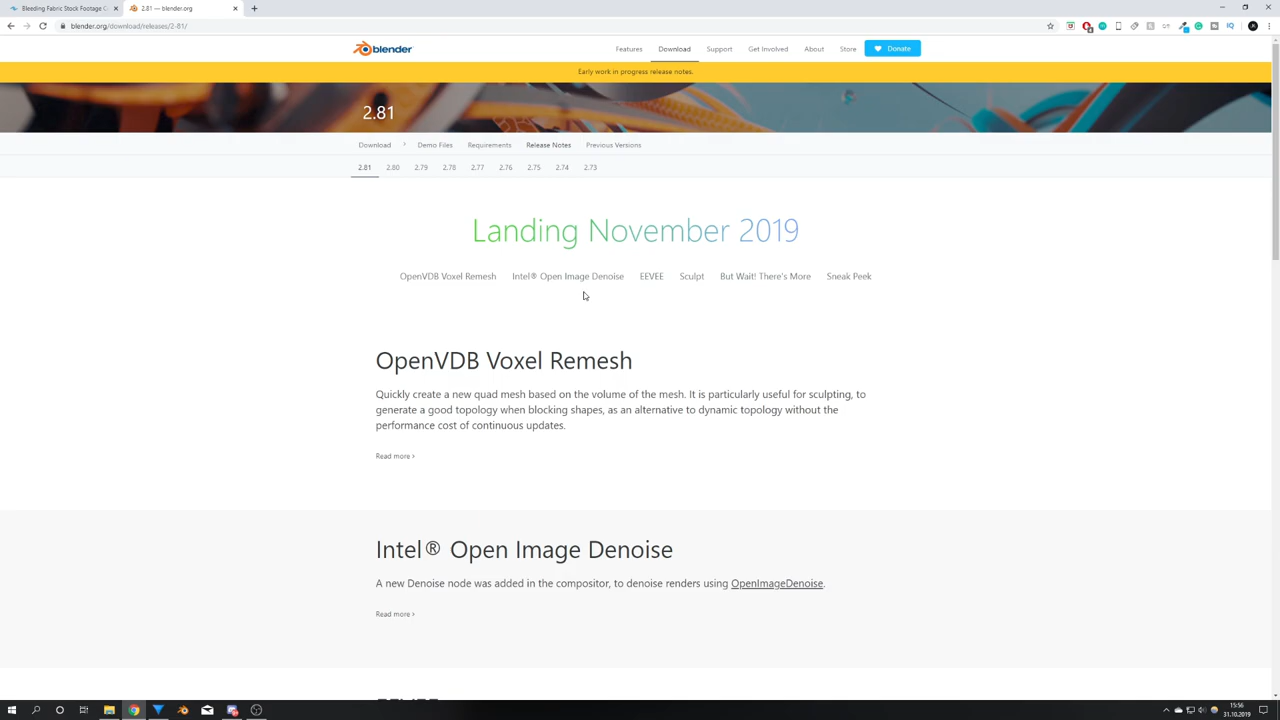 Bleeding Fabric Stock Footage C
2.81 — blender.org
blender.org/download/releases/2-81/
blender
Features
Download
Support
Get Involved
About
Store
Donate
Early work in progress release notes.
2.81
Download
Demo Files
Requirements
Release Notes
Previous Versions
2.81
2.80
2.79
2.78
2.77
2.76
2.75
2.74
2.73
Landing November 2019
OpenVDB Voxel Remesh
Intel® Open Image Denoise
EEVEE
Sculpt
But Wait! There's More
Sneak Peek
OpenVDB Voxel Remesh
Quickly create a new quad mesh based on the volume of the mesh. It is particularly useful for sculpting, to
generate a good topology when blocking shapes, as an alternative to dynamic topology without the
performance cost of continuous updates.
Read more ›
Intel® Open Image Denoise
A new Denoise node was added in the compositor, to denoise renders using OpenImageDenoise.
Read more ›
15:56
31.10.2019